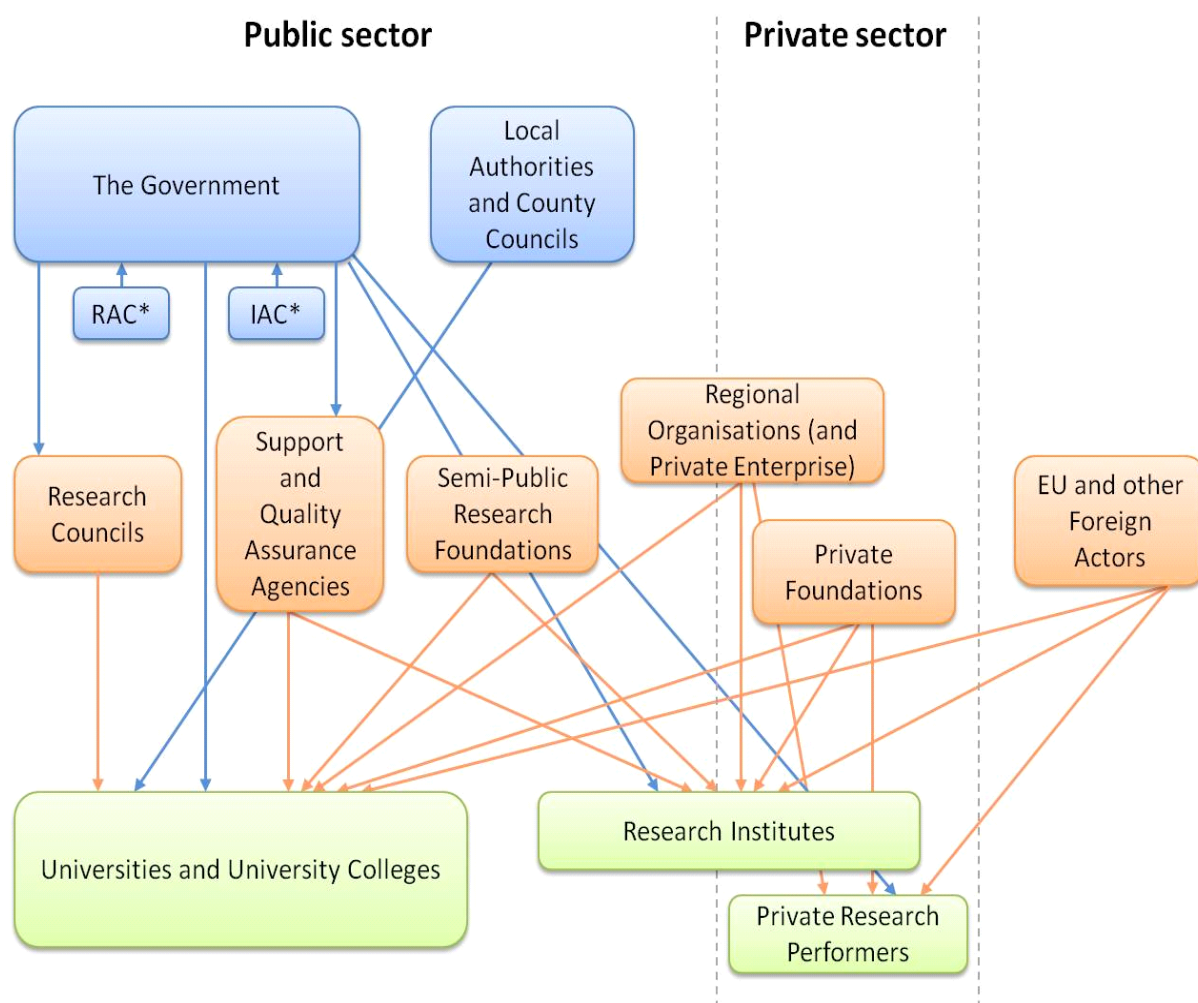 Public sector
Private sector
The Government
Local
Authorities
and County
Councils
RAC*
IAC*
Regional
Organisations (and
Private Enterprise)
Support
and
Quality
Assurance
Agencies
Research
Councils
Semi-Public
Research
Foundations
EU and other
Foreign
Actors
Private
Foundations
Research Institutes
Universities and University Colleges
Private Research
Performers